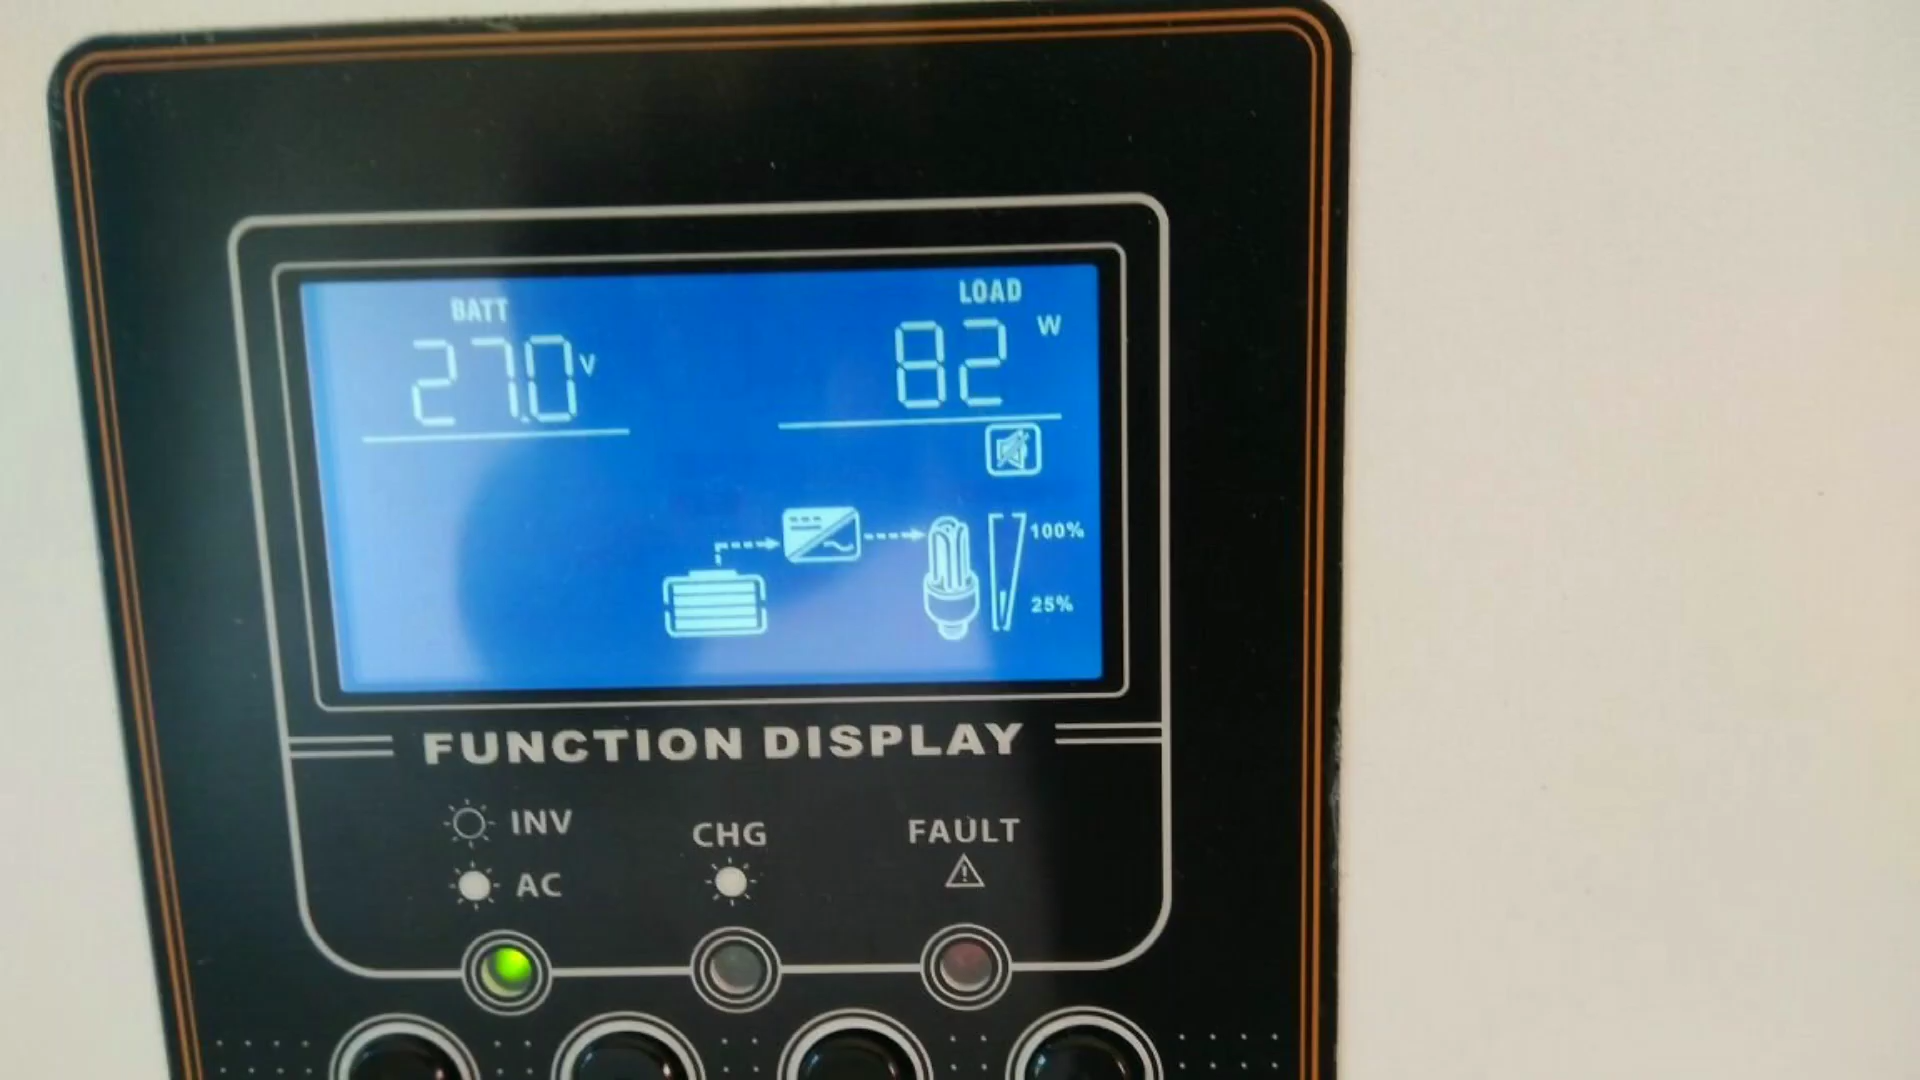 BATT
27.0 V
LOAD
82 W
100%
25%
FUNCTION DISPLAY
INV
AC
CHG
FAULT